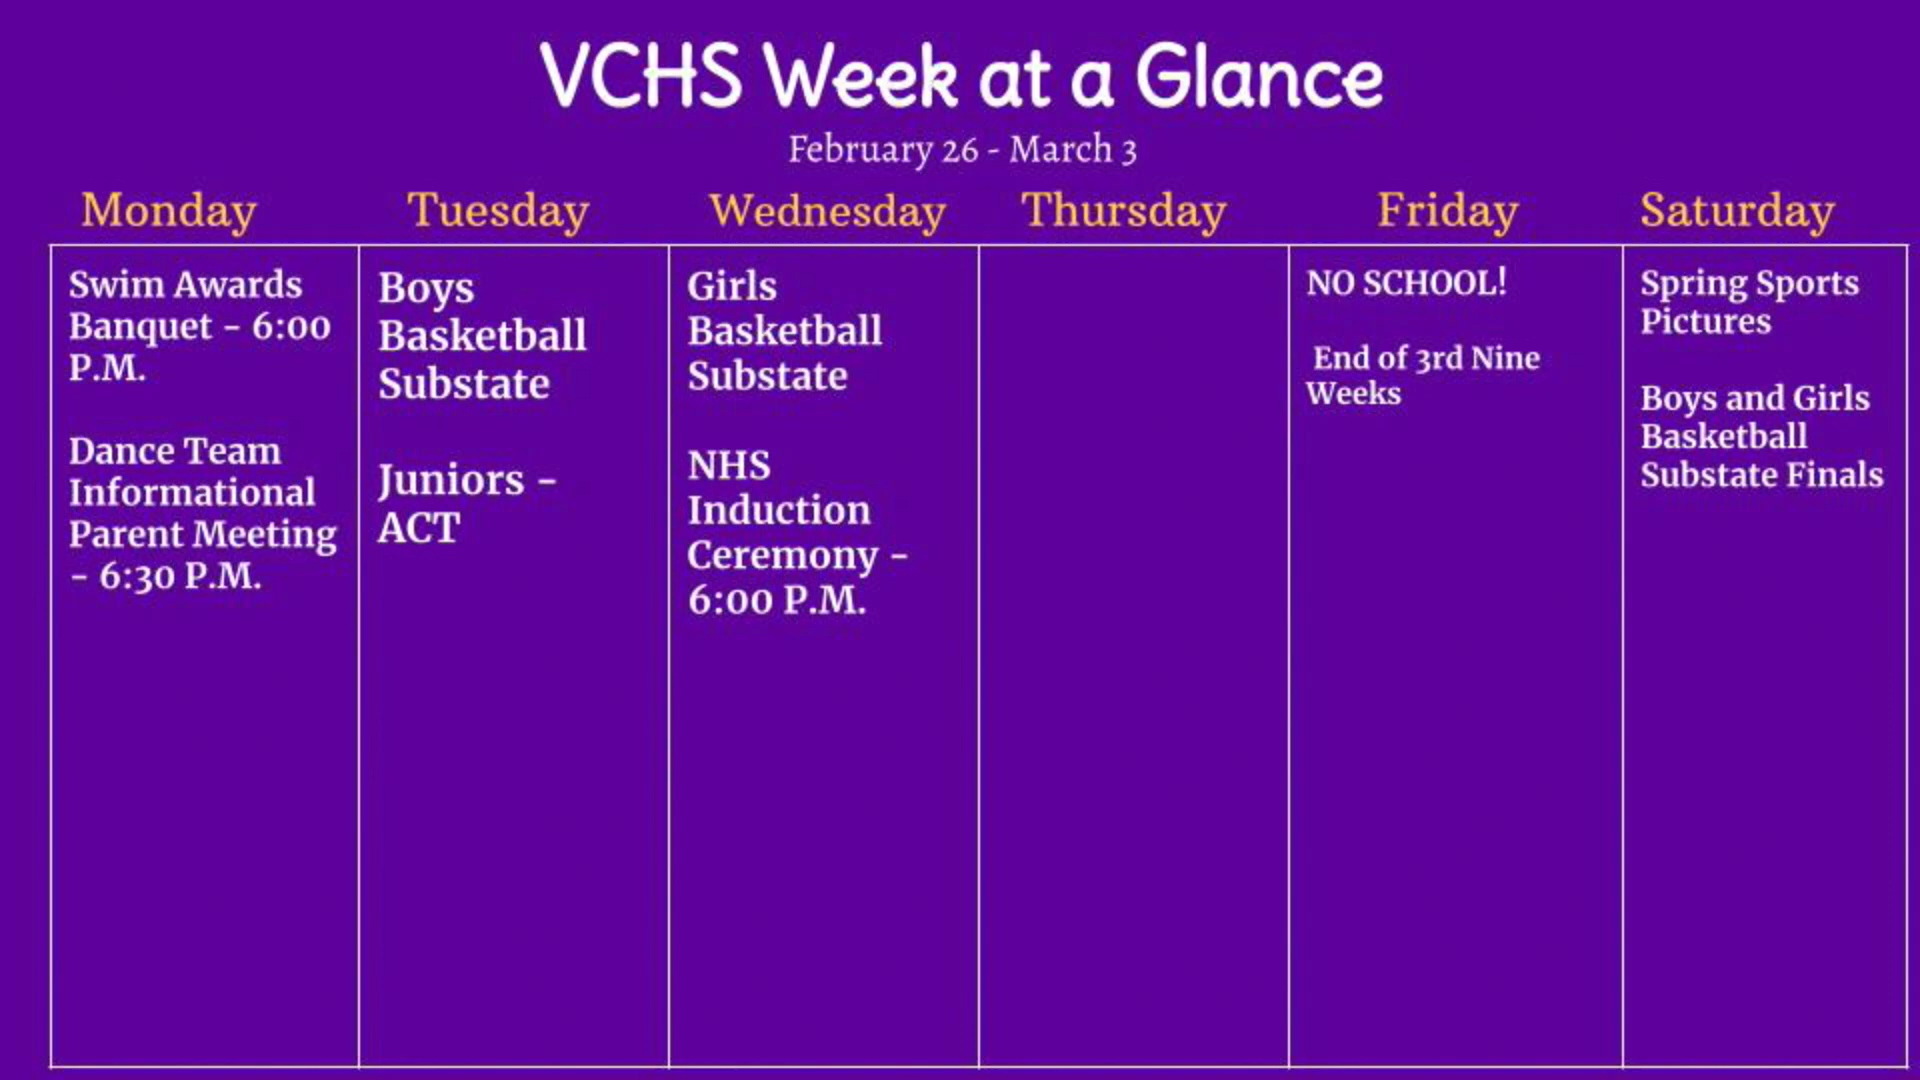 VCHS Week at a Glance
February 26 - March 3
Monday
Tuesday
Wednesday
Thursday
Friday
Saturday
Swim Awards
Banquet - 6:00
P.M.
Dance Team
Informational
Parent Meeting
- 6:30 P.M.
Boys
Basketball
Substate
Juniors -
ACT
Girls
Basketball
Substate
NHS
Induction
Ceremony -
6:00 P.M.
NO SCHOOL!
End of 3rd Nine
Weeks
Spring Sports
Pictures
Boys and Girls
Basketball
Substate Finals